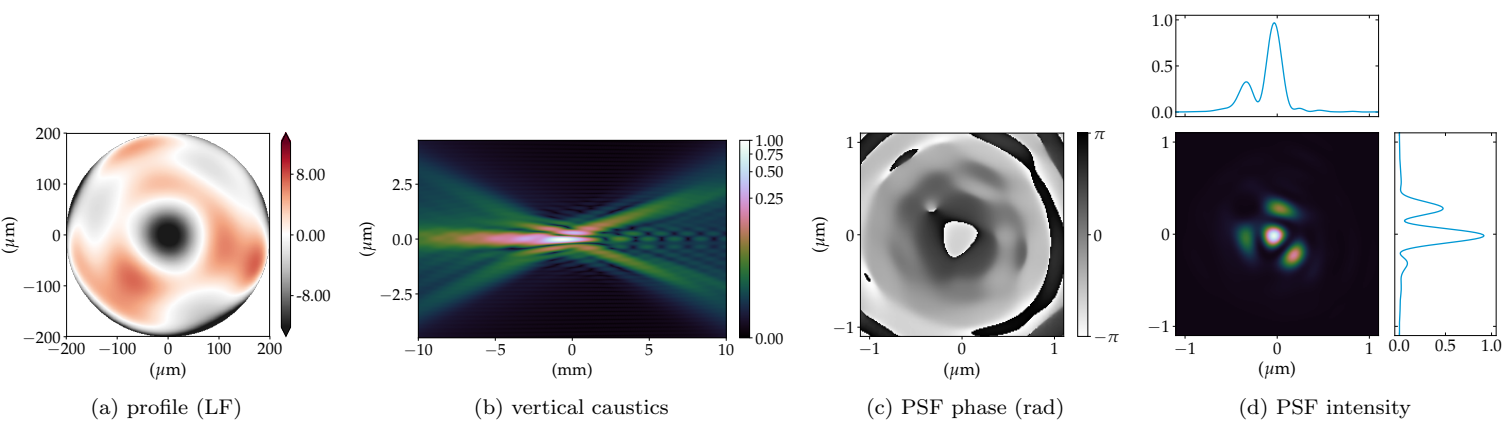 1.0
0.5
0.0
−1 0 1
200
100
0
−100
−200
(μm)
−200 −100 0 100 200
(μm)
8.00
0.00
-8.00
2.5
0.0
−2.5
(μm)
−10 −5 0 5 10
(mm)
1.00
0.75
0.50
0.25
0.00
1
0
−1
(μm)
−1 0 1
(μm)
π
0
−π
1
0
−1
−1 0 1
(μm)
0.0 0.5 1.0
(a) profile (LF)
(b) vertical caustics
(c) PSF phase (rad)
(d) PSF intensity